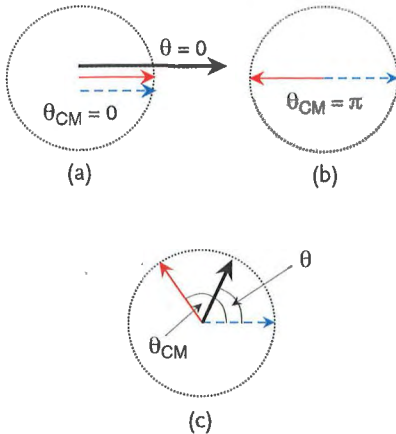 θ = 0
θCM = 0
(a)
θCM = π
(b)
θ
θCM
(c)